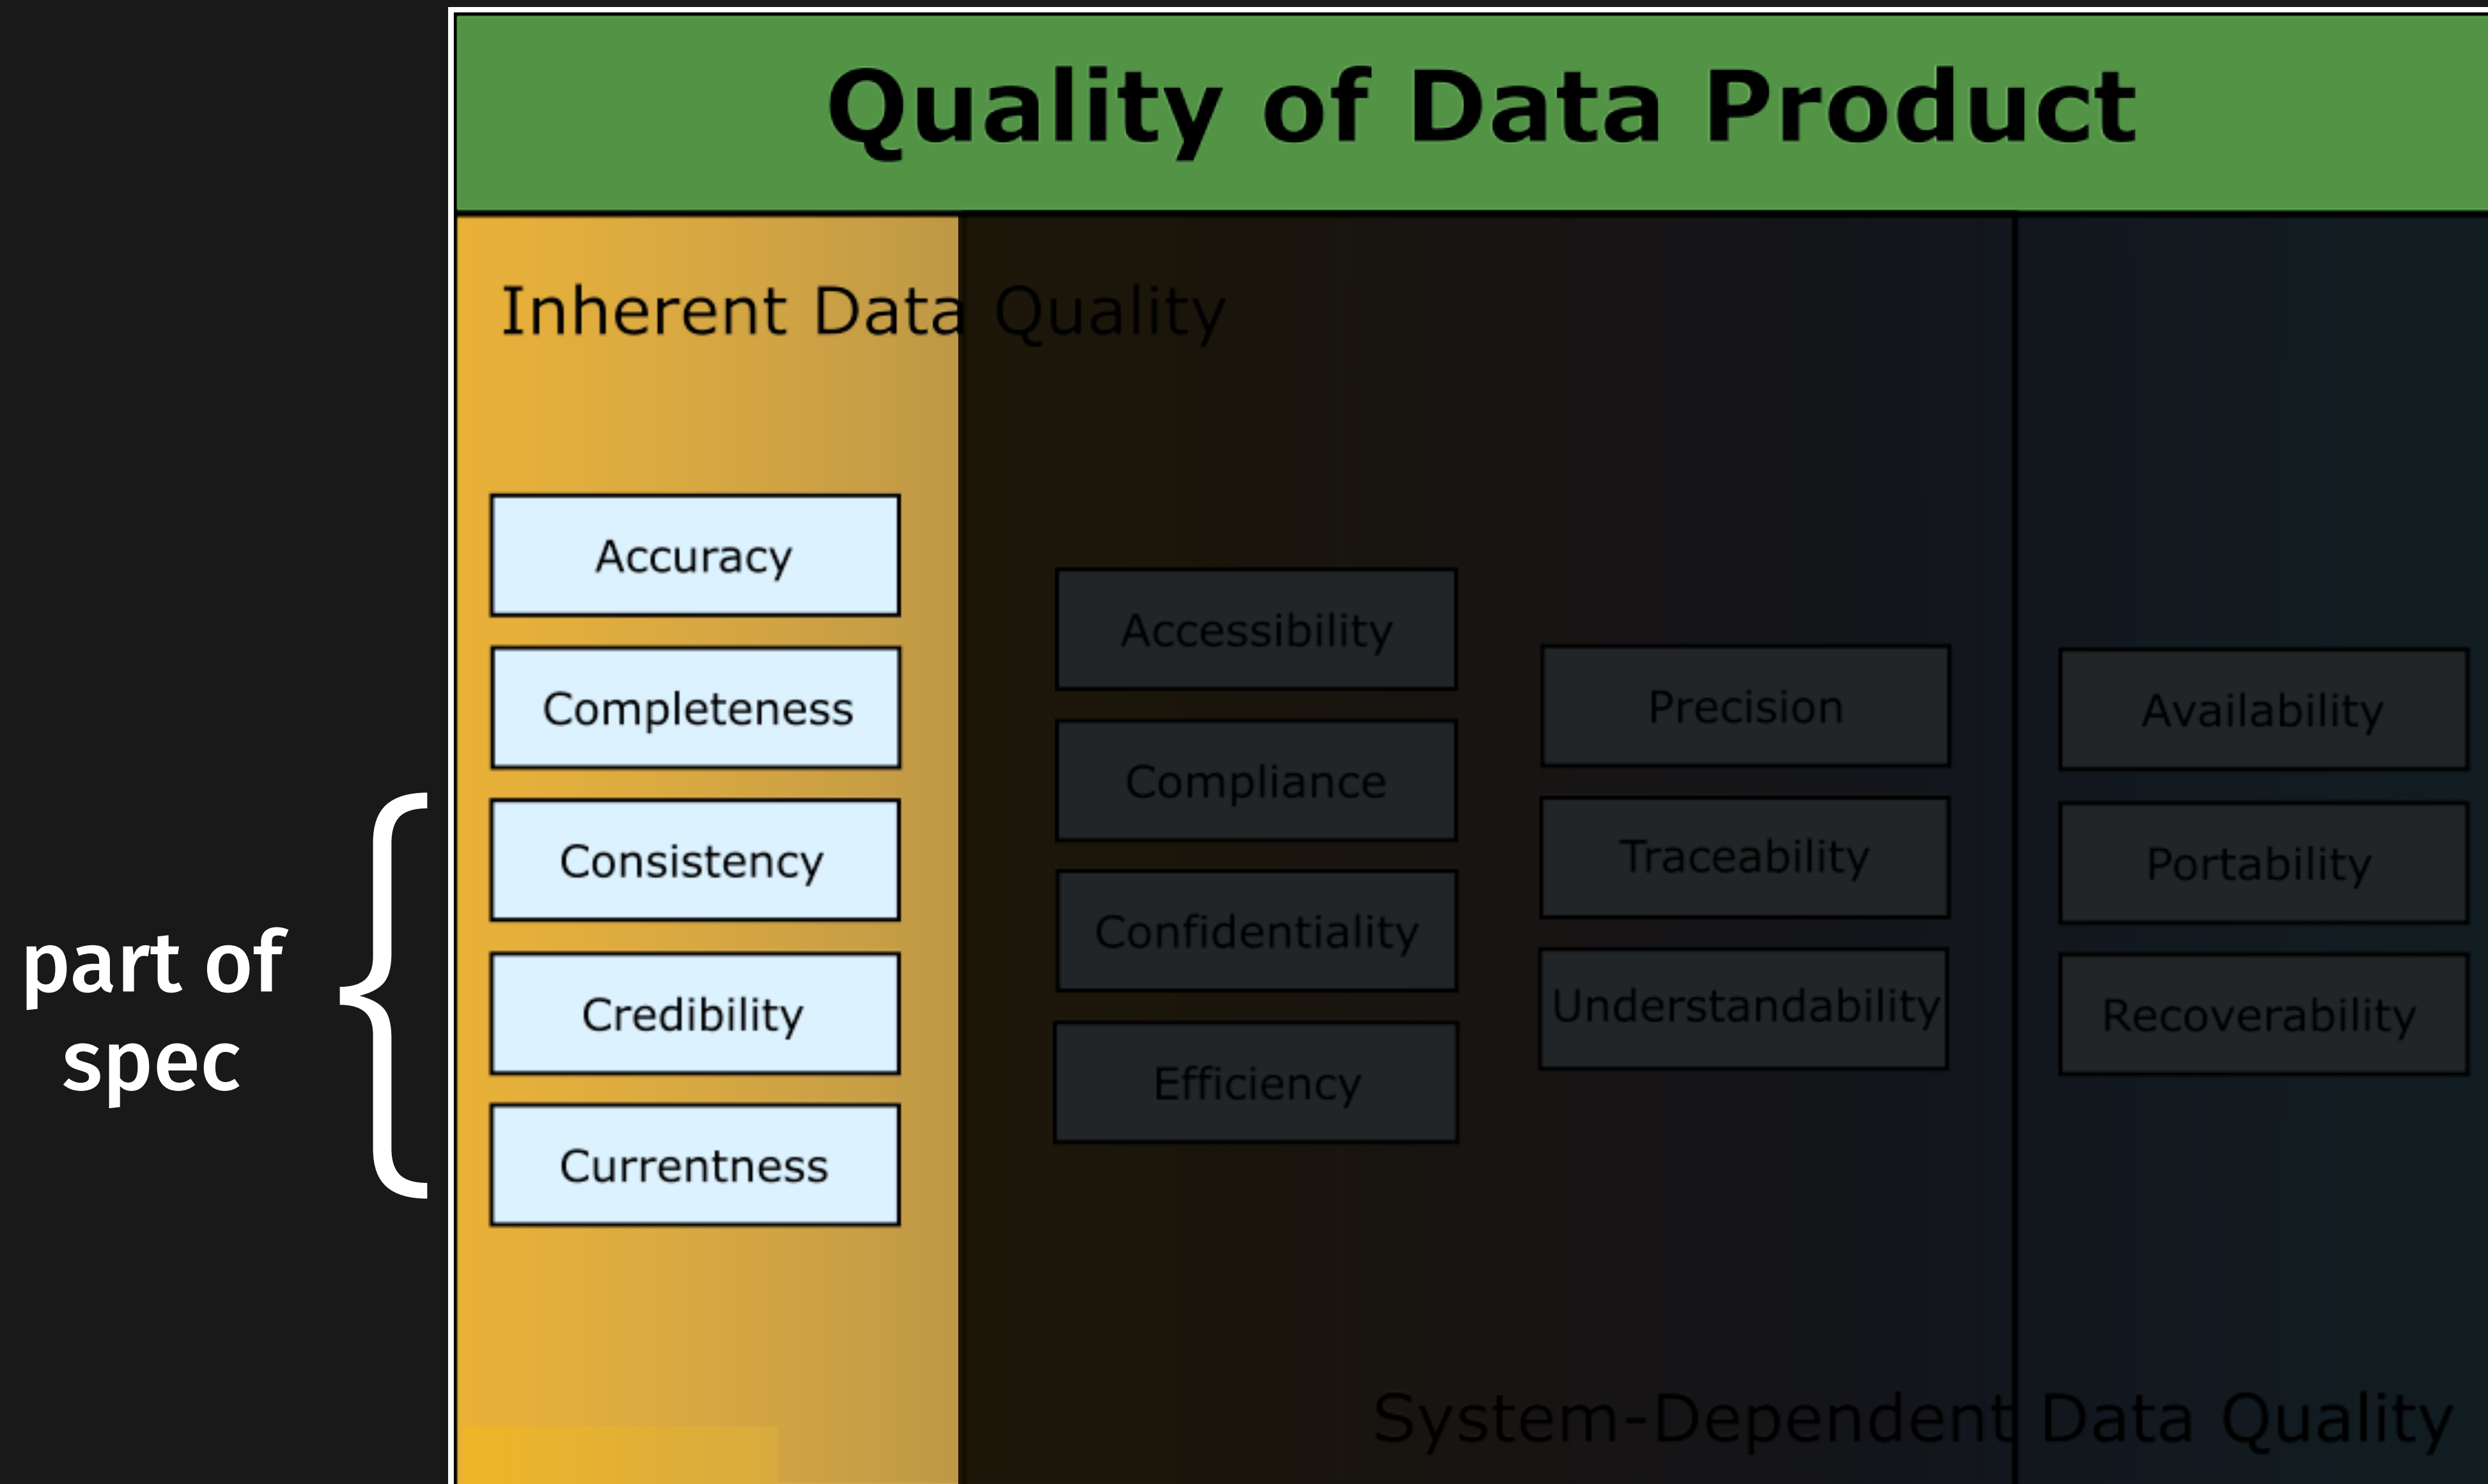 Quality of Data Product
Inherent Data Quality
Accuracy
Completeness
Consistency
Credibility
Currentness
part of
spec
Accessibility
Compliance
Confidentiality
Efficiency
Precision
Traceability
Understandability
Availability
Portability
Recoverability
System-Dependent Data Quality